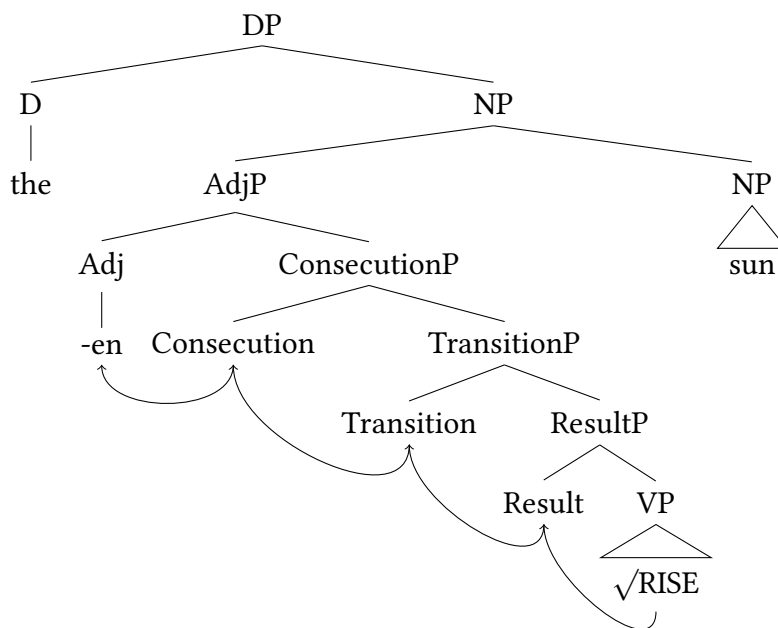 DP
D NP
the AdjP NP
Adj ConsecutionP sun
-en Consecution TransitionP
Transition ResultP
Result VP
√RISE